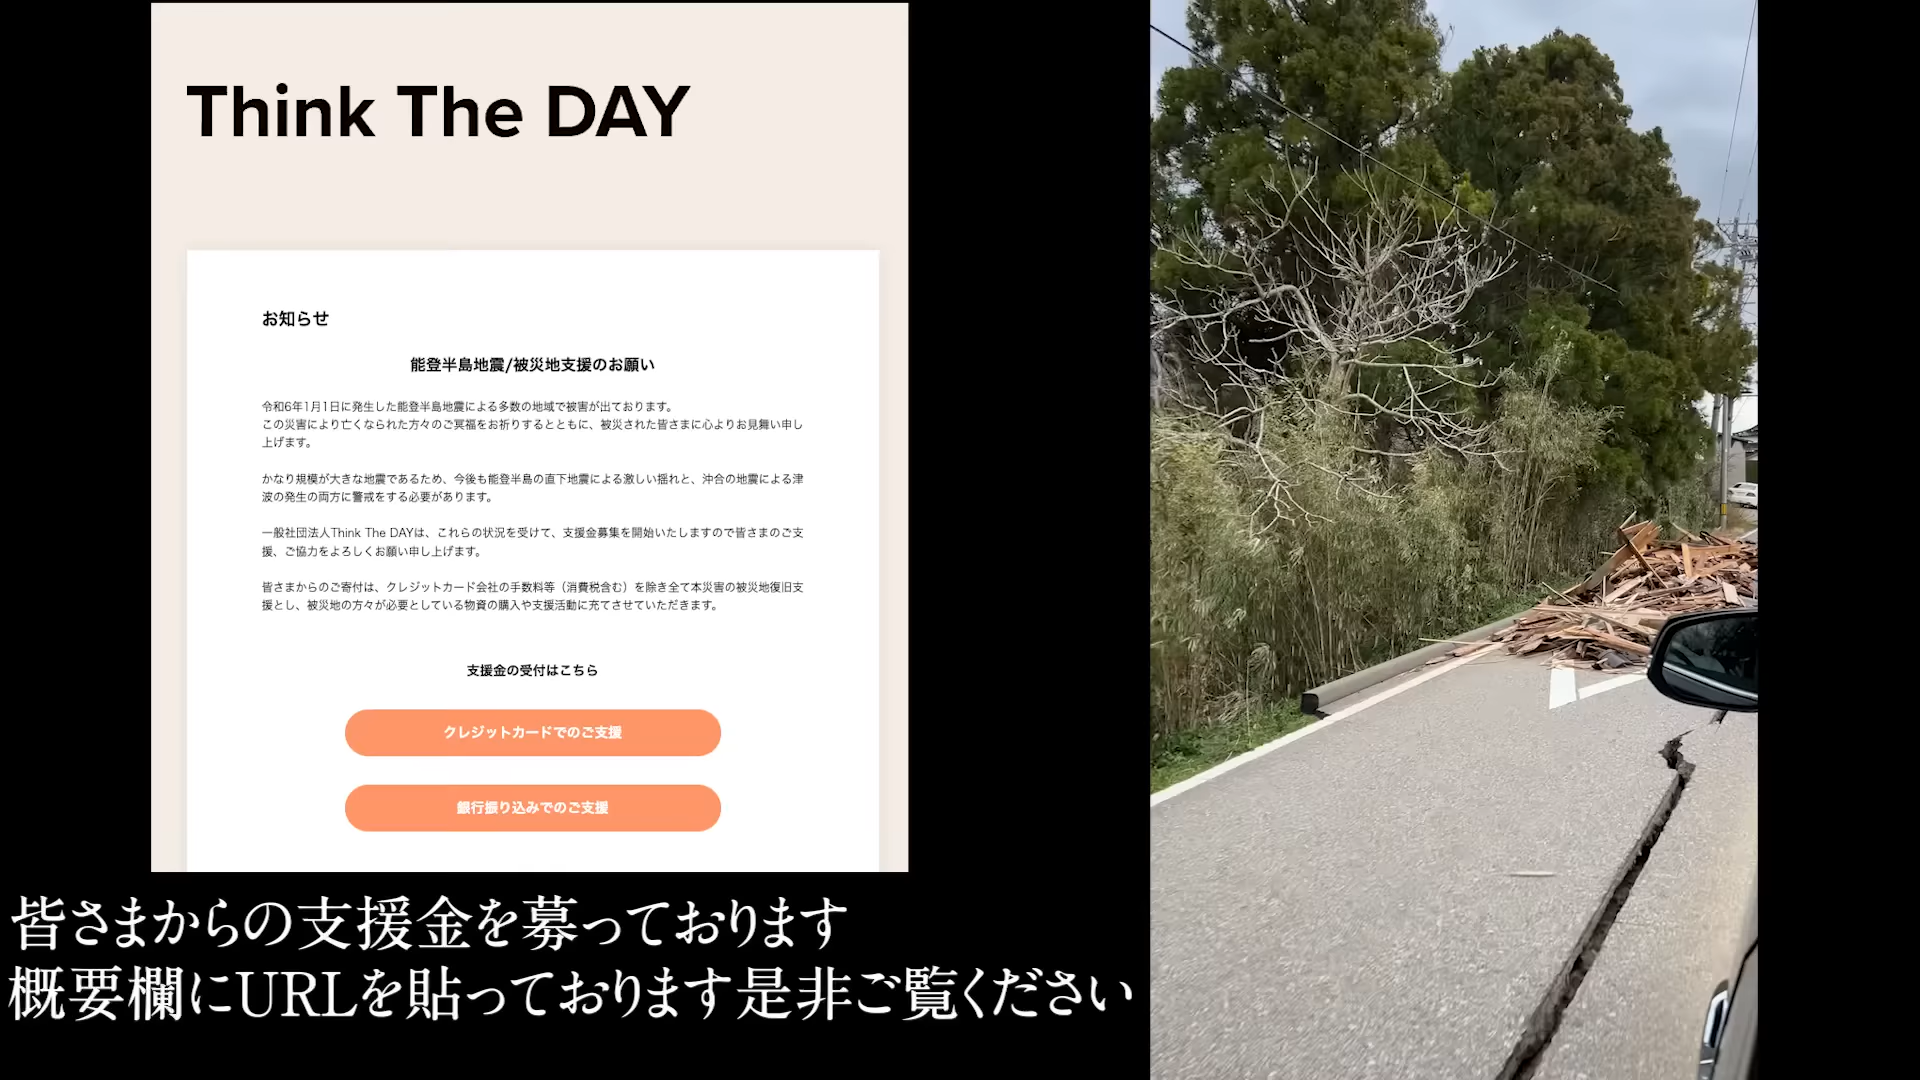 Think The DAY
お知らせ
能登半島地震/被災地支援のお願い
令和6年1月1日に発生した能登半島地震による多数の地域で被害が出ております。
この災害により亡くなられた方々のご冥福をお祈りするとともに、被災された皆さまに心よりお見舞い申し
上げます。
かなり規模が大きな地震であるため、今後も能登半島の直下地震による激しい揺れと、沖合の地震による津
波の発生の両方に警戒をする必要があります。
一般社団法人Think The DAYは、これらの状況を受けて、支援金募集を開始いたしますので皆さまのご支
援、ご協力をよろしくお願い申し上げます。
皆さまからのご寄付は、クレジットカード会社の手数料等（消費税含む）を除き全て本災害の被災地復旧支
援とし、被災地の方々が必要としている物資の購入や支援活動に充てさせていただきます。
支援金の受付はこちら
クレジットカードでのご支援
銀行振り込みでのご支援
皆さまからの支援金を募っております
概要欄にURLを貼っております是非ご覧ください